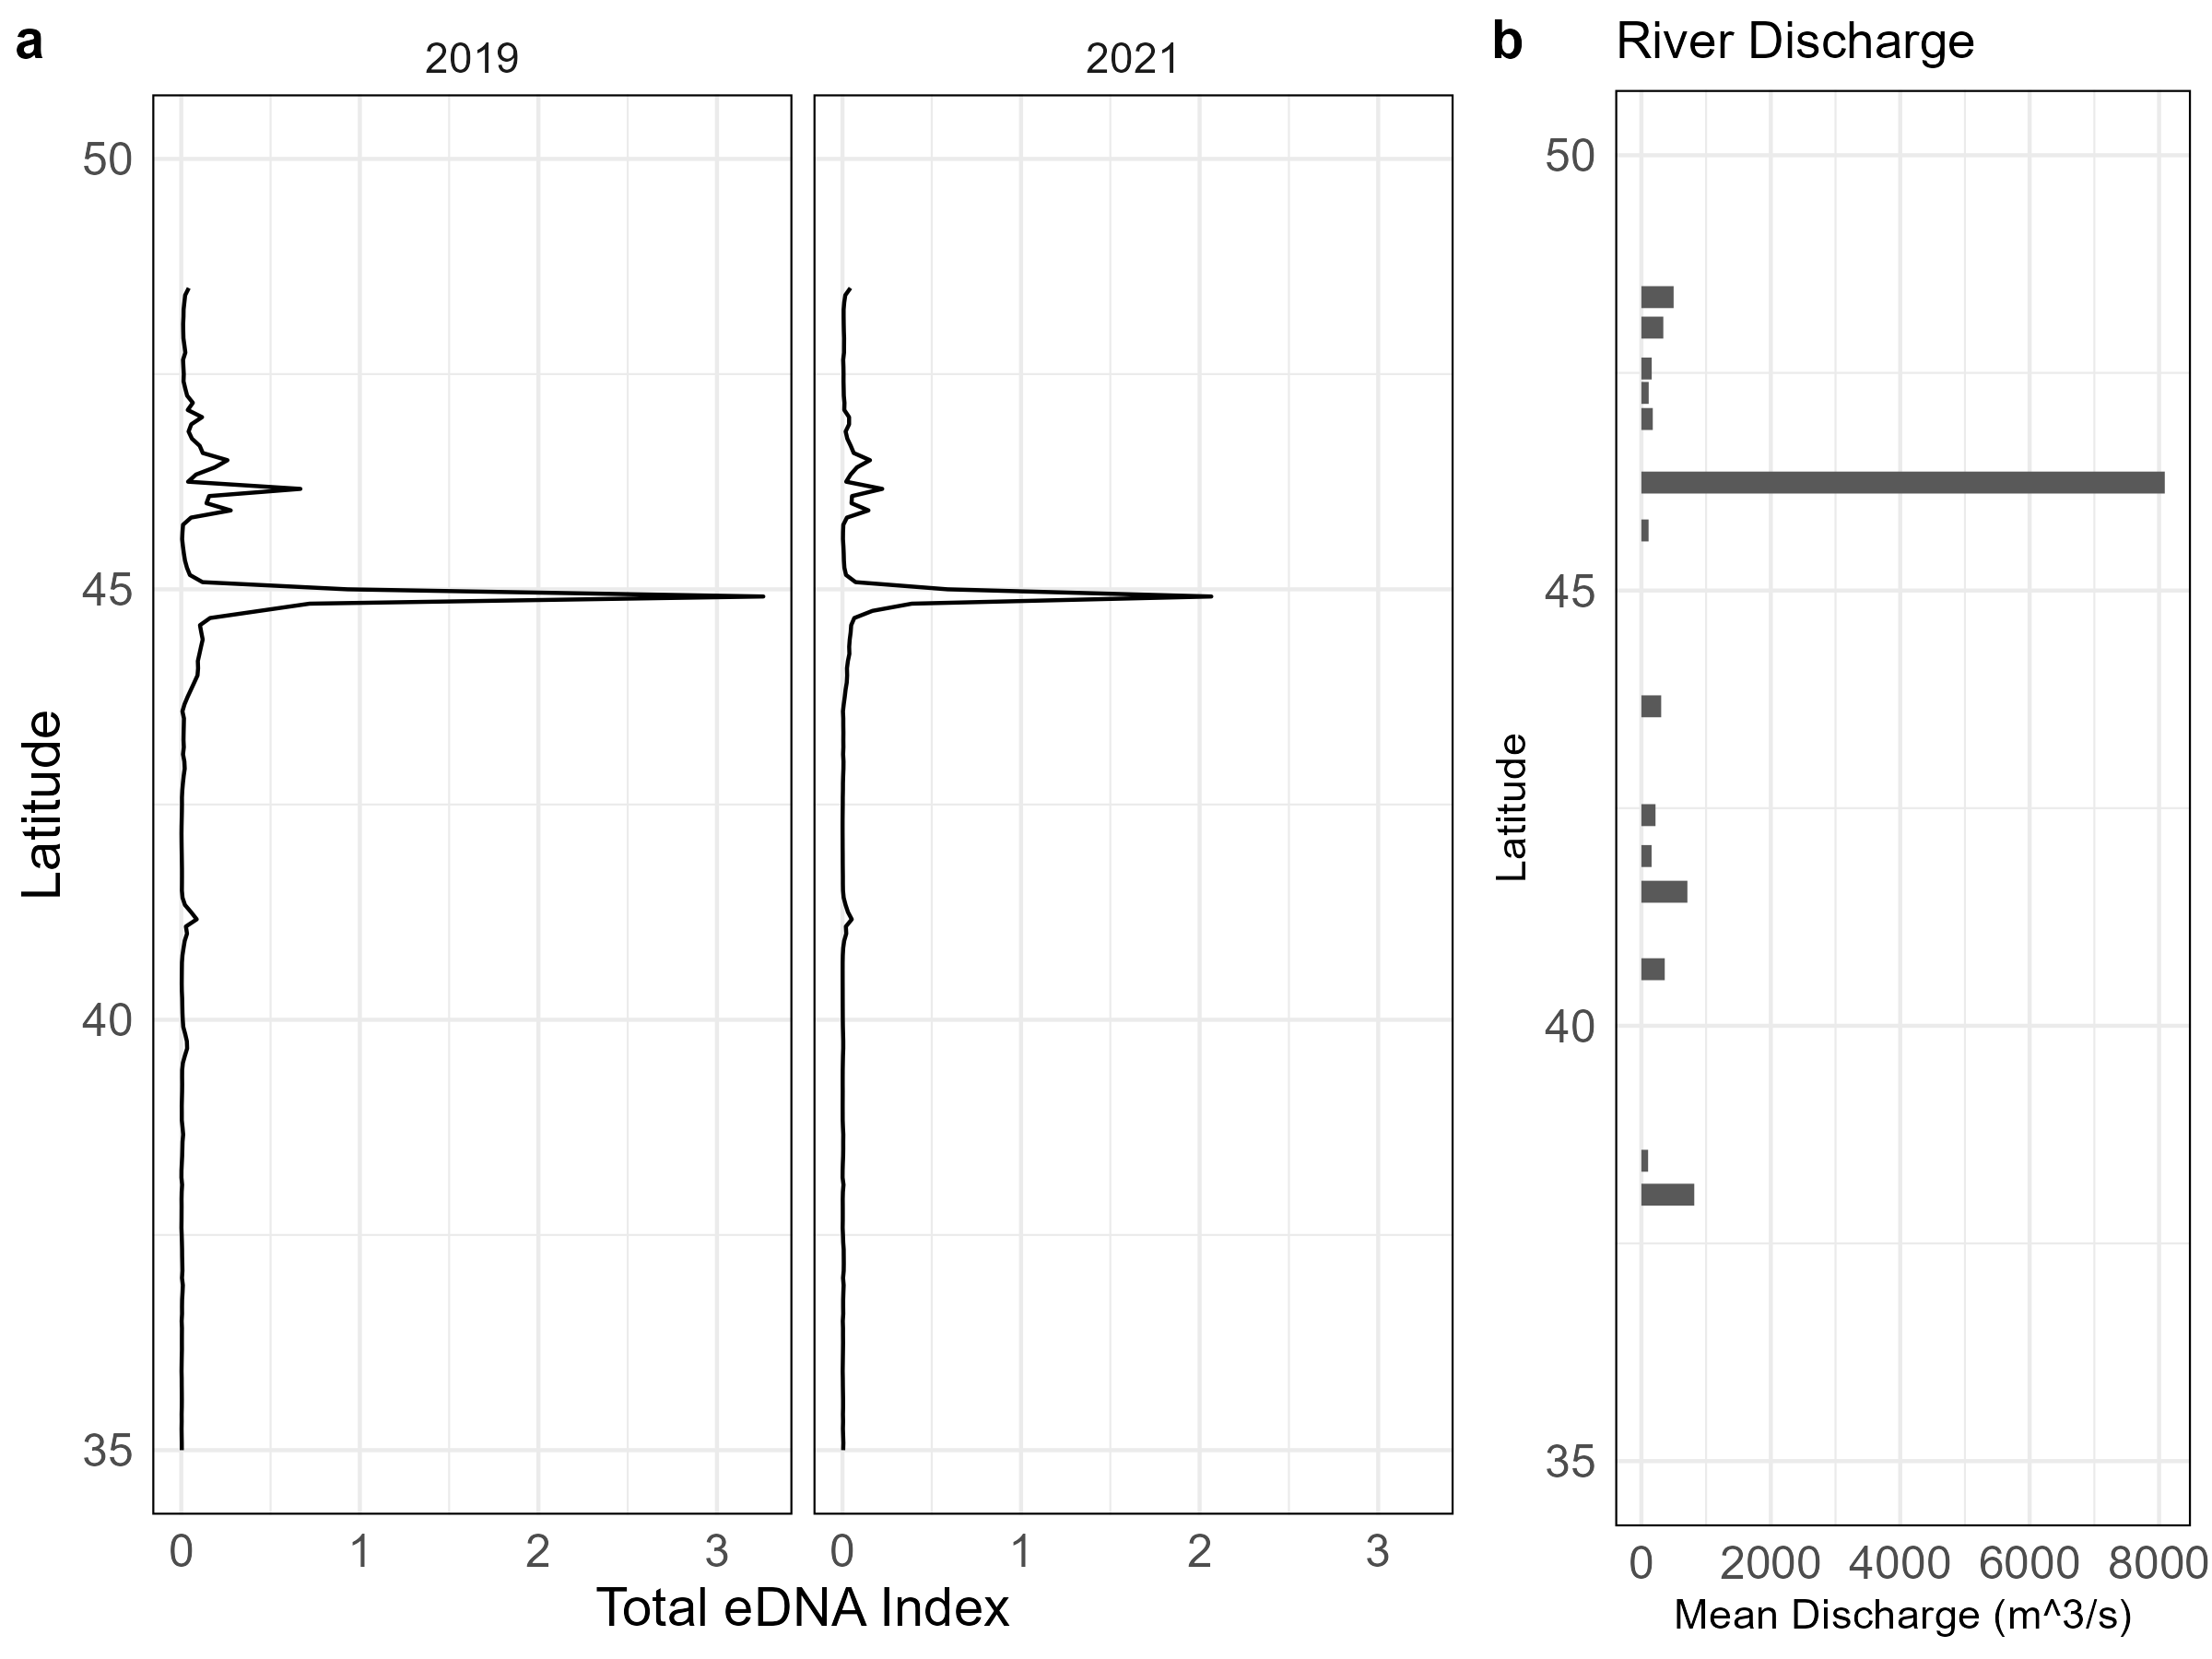 a
2019
2021
50
45
40
35
Latitude
0 1 2 3
0 1 2 3
Total eDNA Index
b
River Discharge
50
45
40
35
Latitude
0 2000 4000 6000 8000
Mean Discharge (m^3/s)